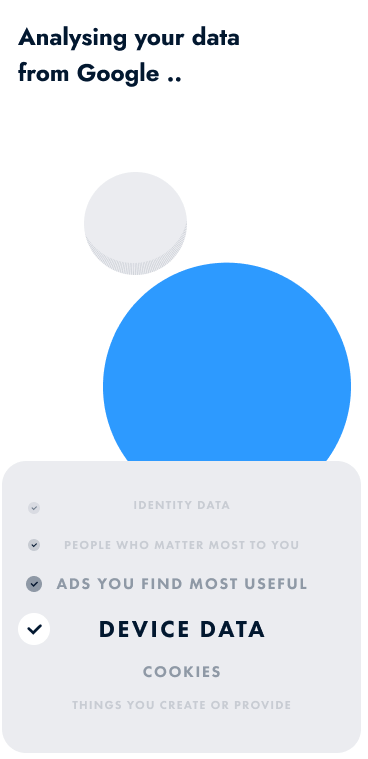 Analysing your data
from Google ..
IDENTITY DATA
PEOPLE WHO MATTER MOST TO YOU
ADS YOU FIND MOST USEFUL
DEVICE DATA
COOKIES
THINGS YOU CREATE OR PROVIDE